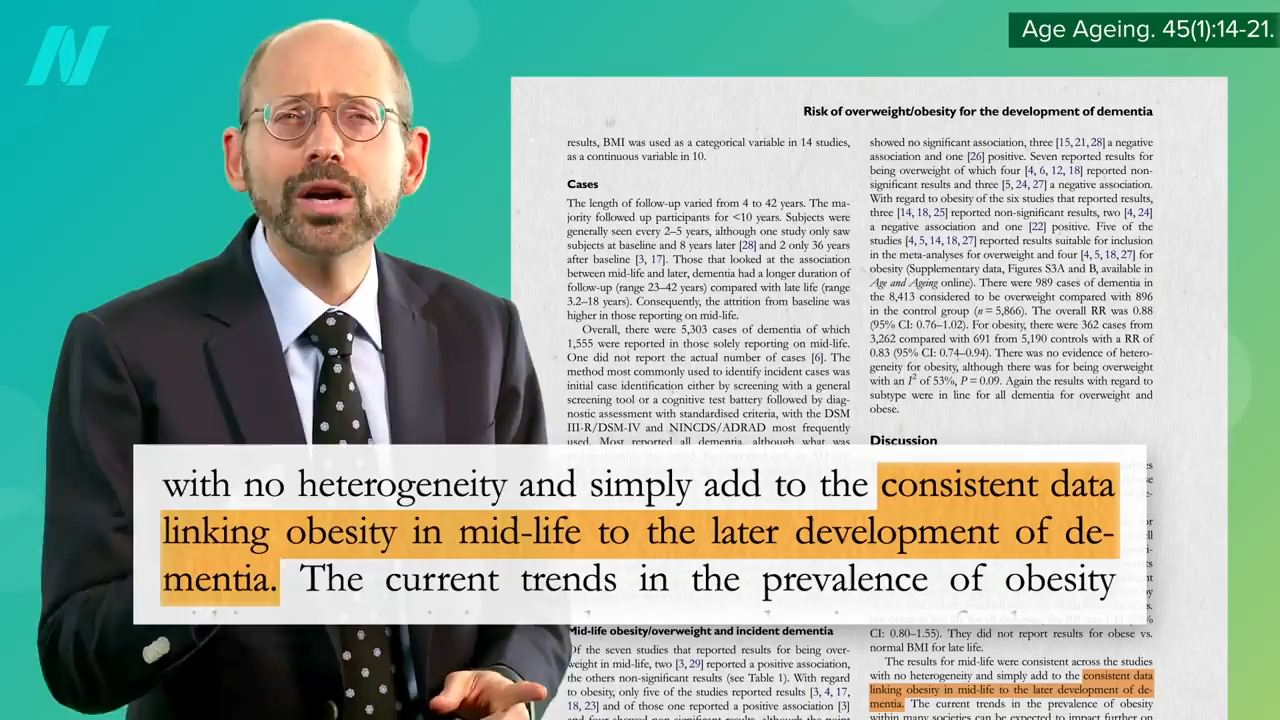 Age Ageing. 45(1):14-21.
Risk of overweight/obesity for the development of dementia
results, BMI was used as a categorical variable in 14 studies,
as a continuous variable in 10.
Cases
The length of follow-up varied from 4 to 42 years. The ma-
jority followed up participants for <10 years. Subjects were
generally seen every 2–5 years, although one study only saw
subjects at baseline and 8 years later [28] and 2 only 36 years
after baseline [3, 17]. Those that looked at the association
between mid-life and later, dementia had a longer duration of
follow-up (range 23–42 years) compared with late life (range
3.2–18 years). Consequently, the attrition from baseline was
higher in those reporting on mid-life.
Overall, there were 5,303 cases of dementia of which
1,555 were reported in those solely reporting on mid-life.
One did not report the actual number of cases [6]. The
method most commonly used to identify incident cases was
initial case identification either by screening with a general
screening tool or a cognitive test battery followed by diag-
nostic assessment with standardised criteria, with the DSM
III-R/DSM-IV and NINCDS/ADRAD most frequently
used. Most reported all dementia, although what was
Mid-life obesity/overweight and incident dementia
Of the seven studies that reported results for being over-
weight in mid-life, two [3, 29] reported a positive association,
the others non-significant results (see Table 1). With regard
to obesity, only five of the studies reported results [3, 4, 17,
18, 23] and of those one reported a positive association [3]
and four showed non-significant results, although the point
showed no significant association, three [15, 21, 28] a negative
association and one [26] positive. Seven reported results for
being overweight of which four [4, 6, 12, 18] reported non-
significant results and three [5, 24, 27] a negative association.
With regard to obesity of the six studies that reported results,
three [14, 18, 25] reported non-significant results, two [4, 24]
a negative association and one [22] positive. Five of the
studies [4, 5, 14, 18, 27] reported results suitable for inclusion
in the meta-analyses for overweight and four [4, 5, 18, 27] for
obesity (Supplementary data, Figures S3A and B, available in
Age and Ageing online). There were 989 cases of dementia in
the 8,413 considered to be overweight compared with 896
in the control group (n = 5,866). The overall RR was 0.88
(95% CI: 0.76–1.02). For obesity, there were 362 cases from
3,262 compared with 691 from 5,190 controls with a RR of
0.83 (95% CI: 0.74–0.94). There was no evidence of hetero-
geneity for obesity, although there was for being overweight
with an I² of 53%, P = 0.09. Again the results with regard to
subtype were in line for all dementia for overweight and
obese.
Discussion
with no heterogeneity and simply add to the consistent data
linking obesity in mid-life to the later development of de-
mentia. The current trends in the prevalence of obesity
CI: 0.80–1.55). They did not report results for obese vs.
normal BMI for late life.
The results for mid-life were consistent across the studies
with no heterogeneity and simply add to the consistent data
linking obesity in mid-life to the later development of de-
mentia. The current trends in the prevalence of obesity
within many societies can be expected to impact further on